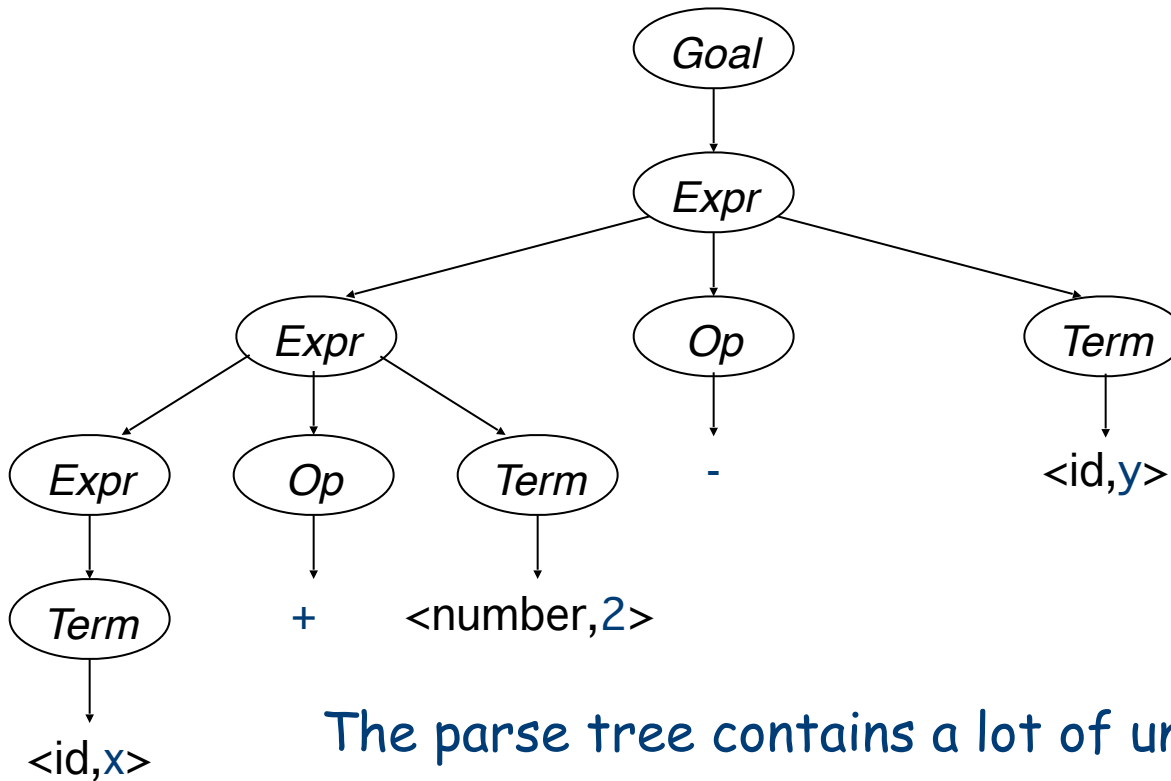 Goal
Expr
Expr Op Term
Expr Op Term - <id,y>
Term + <number,2>
<id,x>
The parse tree contains a lot of